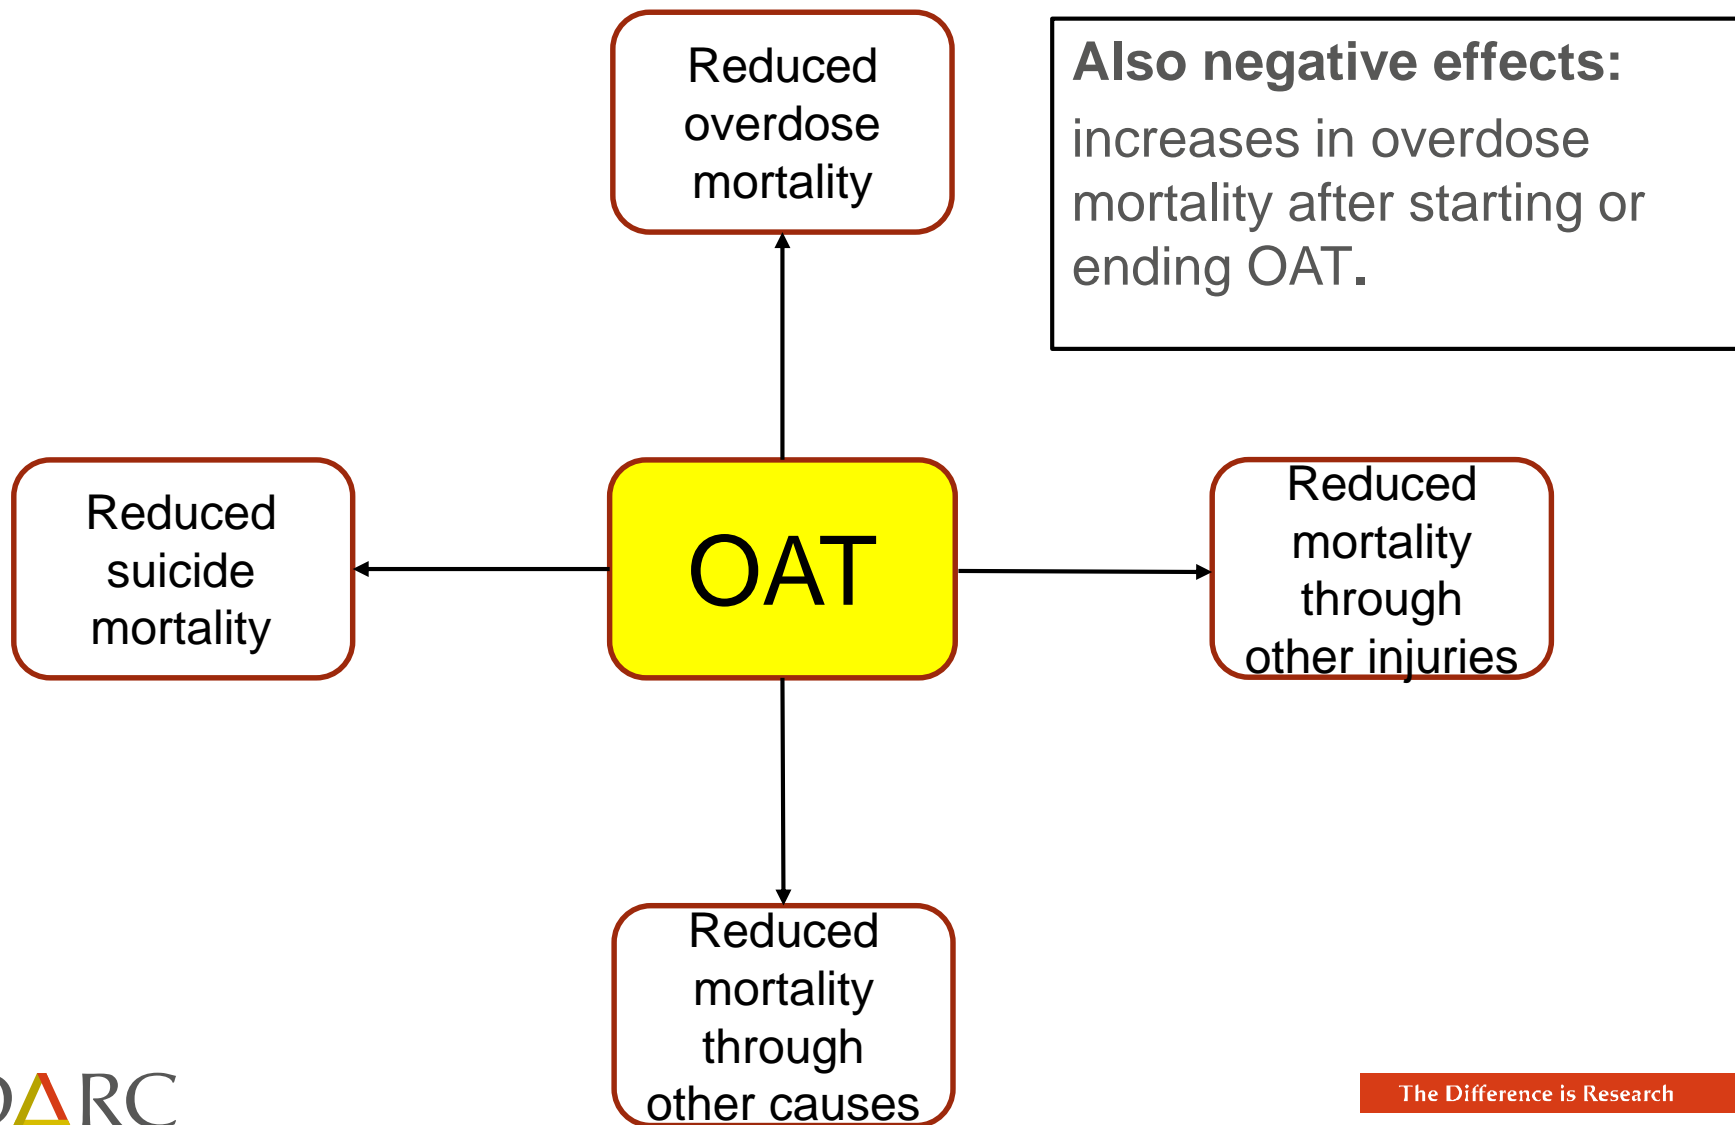 Reduced
overdose
mortality
Also negative effects:
increases in overdose
mortality after starting or
ending OAT.
Reduced
suicide
mortality
OAT
Reduced
mortality
through
other injuries
Reduced
mortality
through
other causes
DARC
The Difference is Research